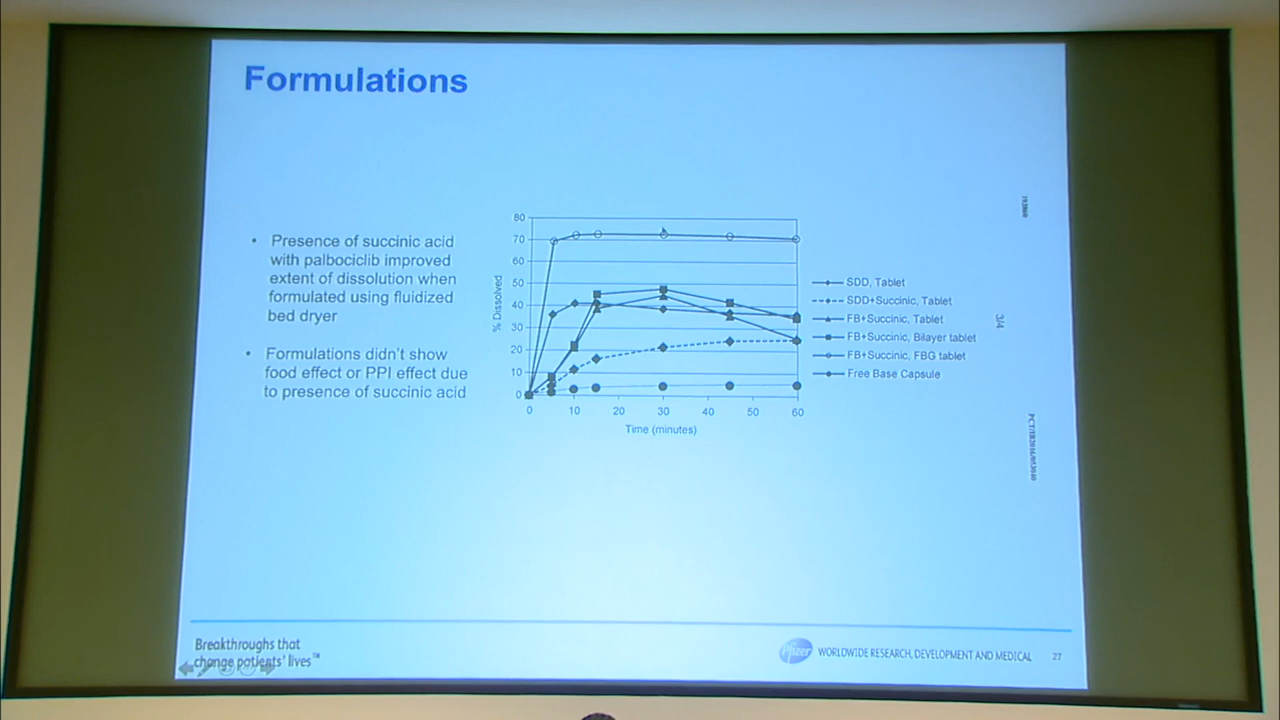 Formulations
• Presence of succinic acid
with palbociclib improved
extent of dissolution when
formulated using fluidized
bed dryer
• Formulations didn't show
food effect or PPI effect due
to presence of succinic acid
% Dissolved
80
70
60
50
40
30
20
10
0
0 10 20 30 40 50 60
Time (minutes)
SDD, Tablet
SDD+Succinic, Tablet
FB+Succinic, Tablet
FB+Succinic, Bilayer tablet
FB+Succinic, FBG tablet
Free Base Capsule
3/4
Breakthroughs that
change patients' lives™
Pfizer
WORLDWIDE RESEARCH, DEVELOPMENT AND MEDICAL
27